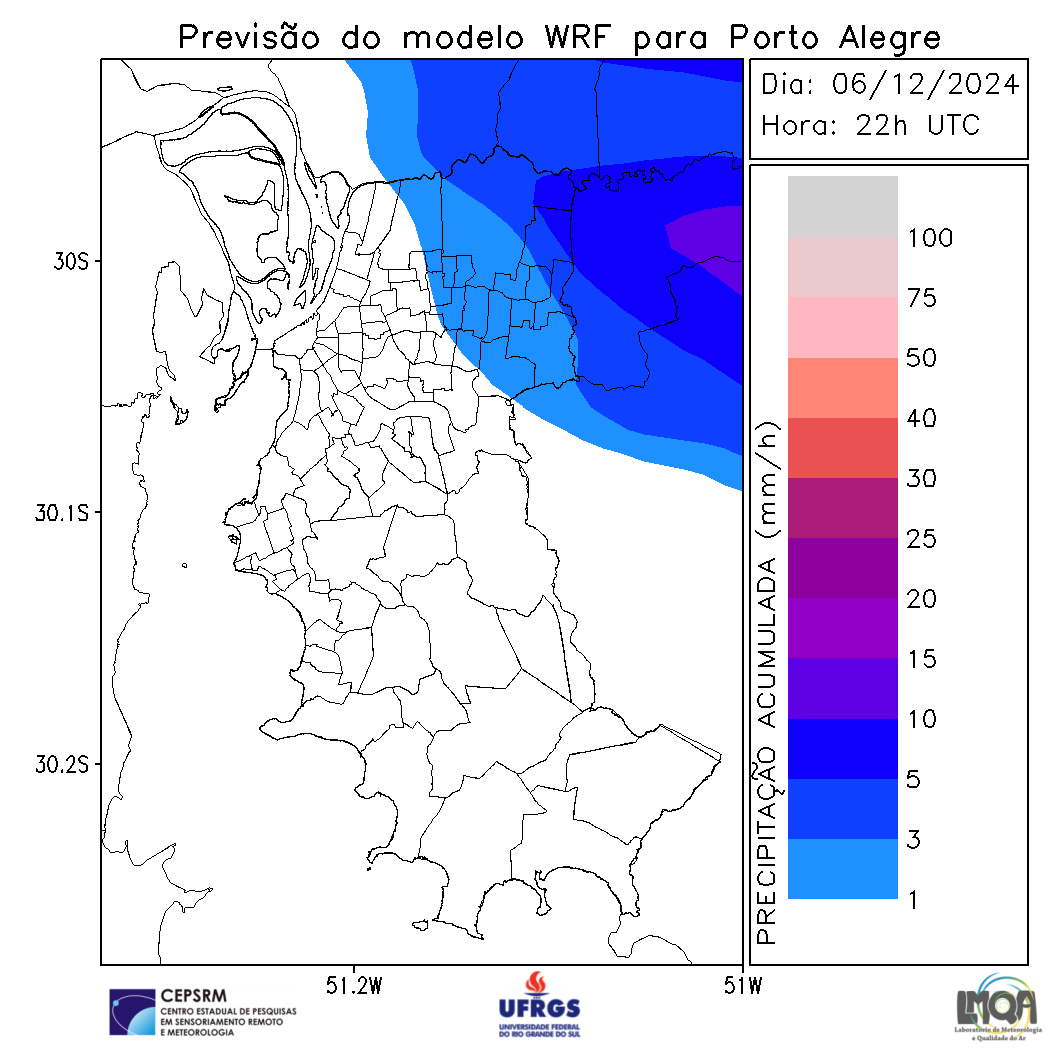 Previsão do modelo WRF para Porto Alegre
Dia: 06/12/2024
Hora: 22h UTC
30S
30.1S
30.2S
51.2W
51W
PRECIPITAÇÃO ACUMULADA (mm/h)
100
75
50
40
30
25
20
15
10
5
3
1
CEPSRM
CENTRO ESTADUAL DE PESQUISAS
EM SENSORIAMENTO REMOTO
E METEOROLOGIA
UFRGS
UNIVERSIDADE FEDERAL
DO RIO GRANDE DO SUL
LMQA
Laboratório de Meteorologia
e Qualidade do Ar